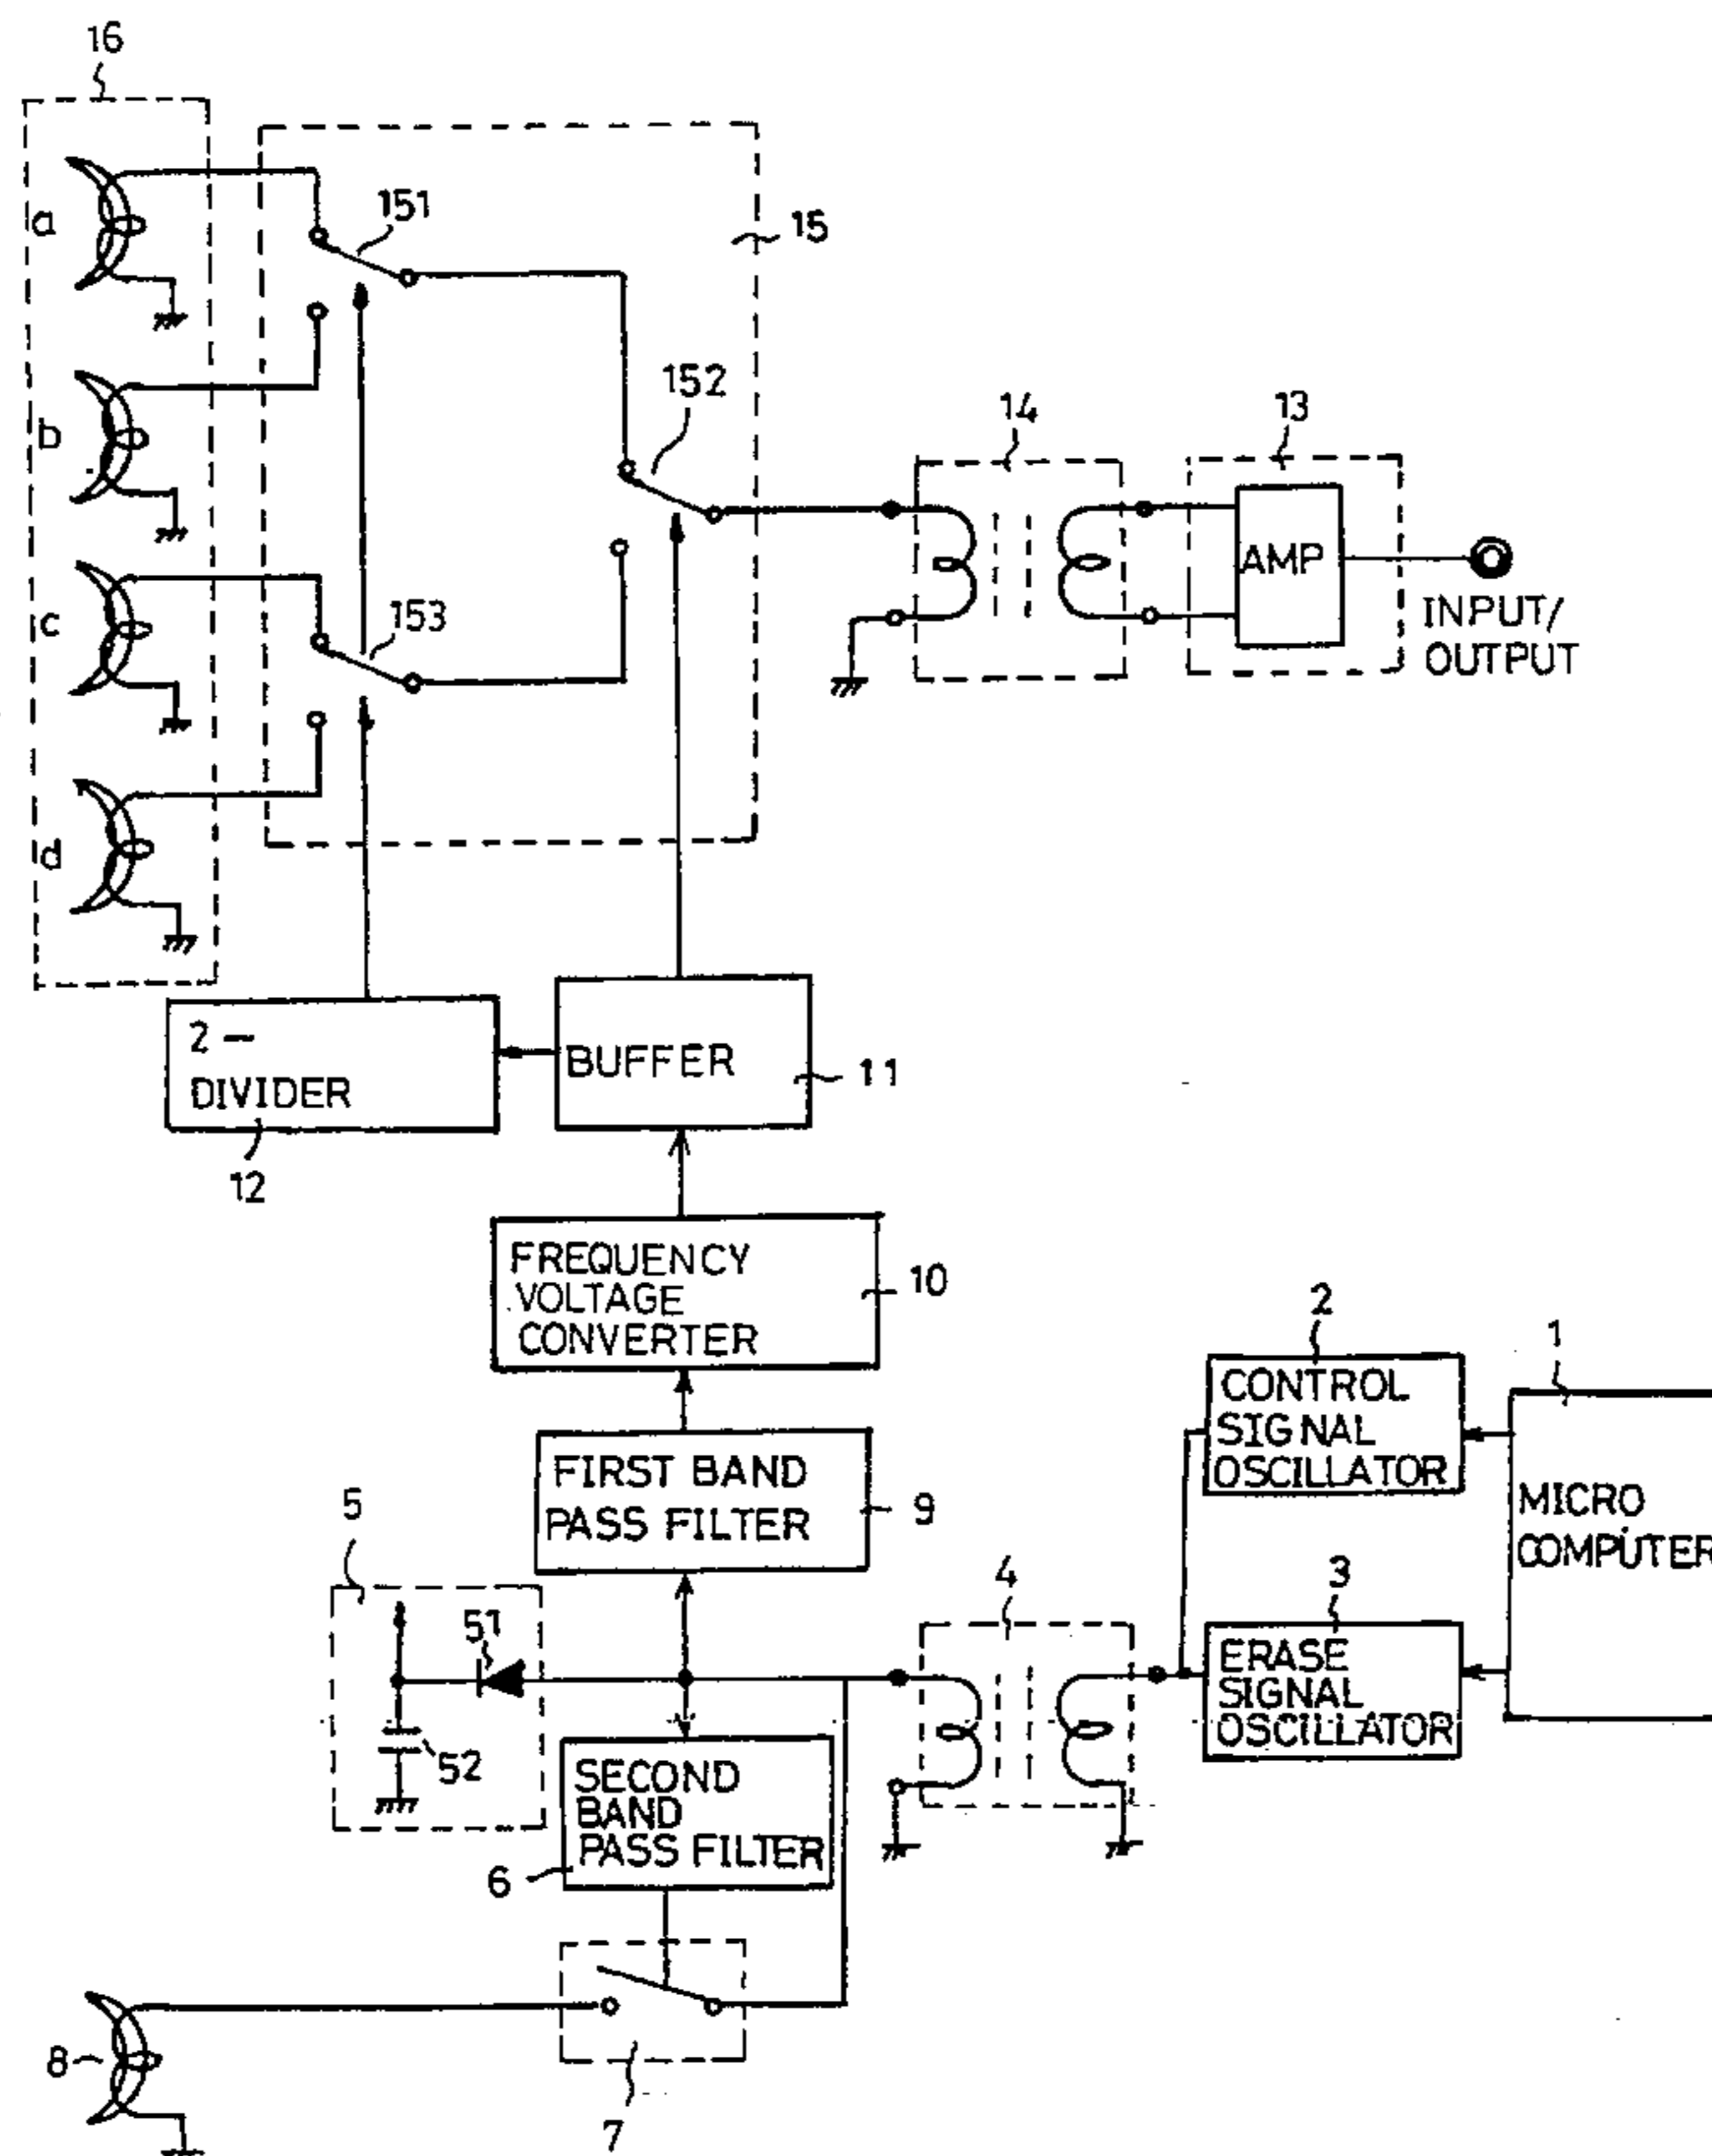 16
a
151
15
b
152
14
13
AMP
INPUT/
OUTPUT
c
153
d
2 —
DIVIDER
BUFFER
11
12
FREQUENCY
VOLTAGE
CONVERTER
10
2
1
CONTROL
SIGNAL
OSCILLATOR
FIRST BAND
PASS FILTER
9
MICRO
COMPUTER
5
51
52
4
3
ERASE
SIGNAL
OSCILLATOR
SECOND
BAND
PASS FILTER
6
8
7